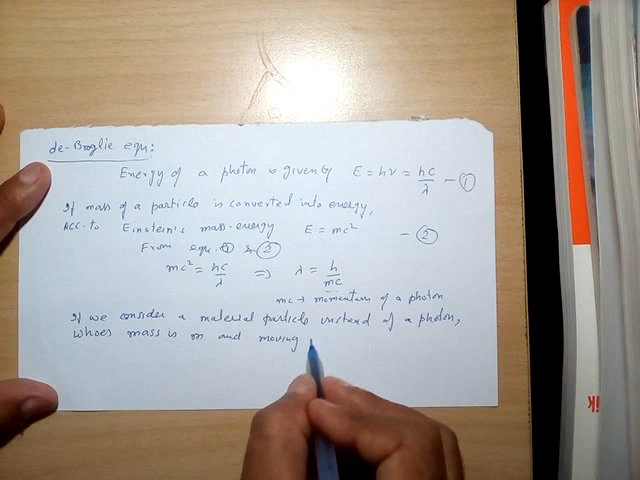 de-Broglie eqn:
Energy of a photon is given by E = hν = hc/λ — ①
If mass of a particle is converted into energy,
Acc. to Einstein's mass-energy E = mc² — ②
From eqn. ① & ②
mc² = hc/λ ⇒ λ = h/mc
mc → momentum of a photon
If we consider a material particle instead of a photon,
whoes mass is m and moving
ik